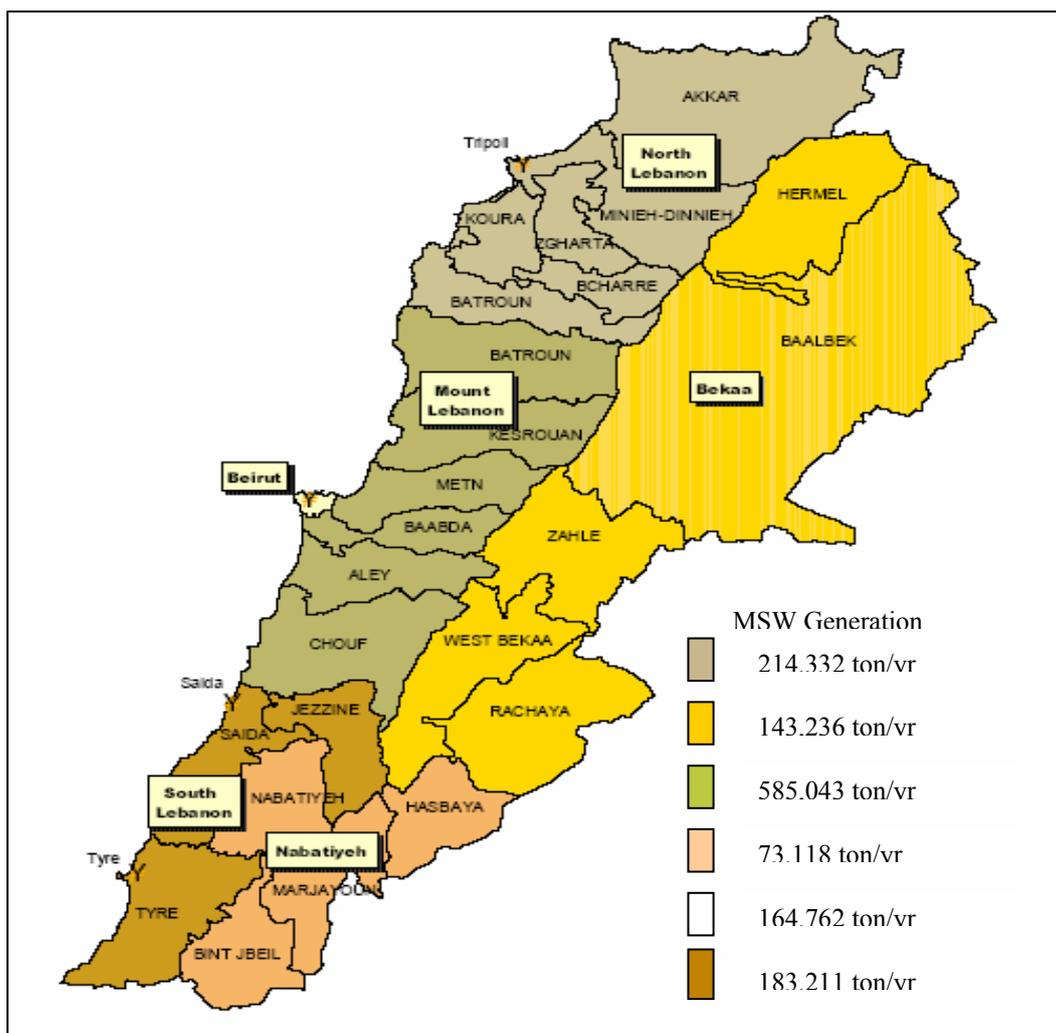 AKKAR
Tripoli
North
Lebanon
HERMEL
KOURA
MINIEH-DINNIEH
ZGHARTA
BCHARRE
BATROUN
BAALBEK
BATROUN
Mount
Lebanon
Bekaa
KESROUAN
Beirut
METN
BAABDA
ZAHLE
ALEY
CHOUF
WEST BEKAA
MSW Generation
214.332 ton/yr
Saida
JEZZINE
RACHAYA
SAIDA
143.236 ton/yr
South
Lebanon
NABATIYEH
HASBAYA
585.043 ton/yr
Nabatiyeh
Tyre
73.118 ton/yr
MARJAYOUN
TYRE
164.762 ton/yr
BINT JBEIL
183.211 ton/yr